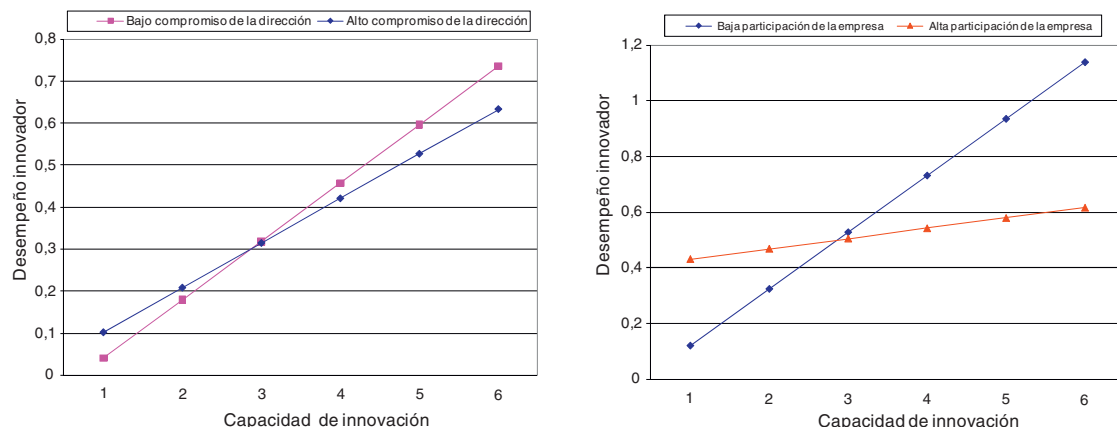 Bajo compromiso de la dirección
Alto compromiso de la dirección
0,8
0,7
0,6
0,5
0,4
0,3
0,2
0,1
0
Desempeño innovador
1 2 3 4 5 6
Capacidad de innovación
Baja participación de la empresa
Alta participación de la empresa
1,2
1
0,8
0,6
0,4
0,2
0
Desempeño innovador
1 2 3 4 5 6
Capacidad de innovación